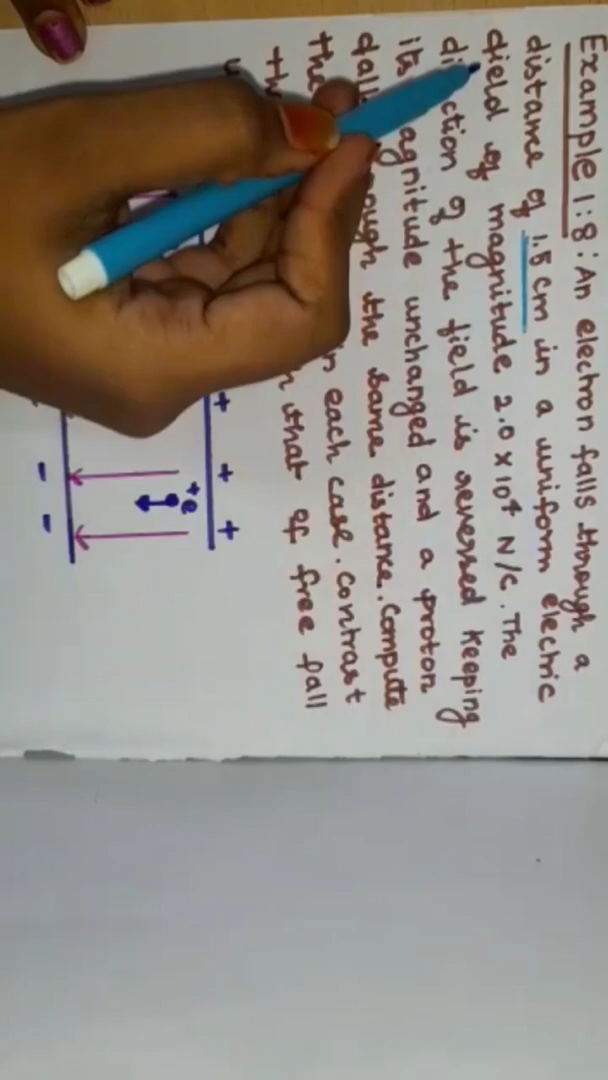 Example 1:8: An electron falls through a
distance of 1.5 cm in a uniform electric
field of magnitude 2.0 x 10⁴ N/C. The
of the field is reversed keeping
its unchanged and a proton
the same distance. Compute
the in each case. Contrast
that of free fall
+ +
+e
- -